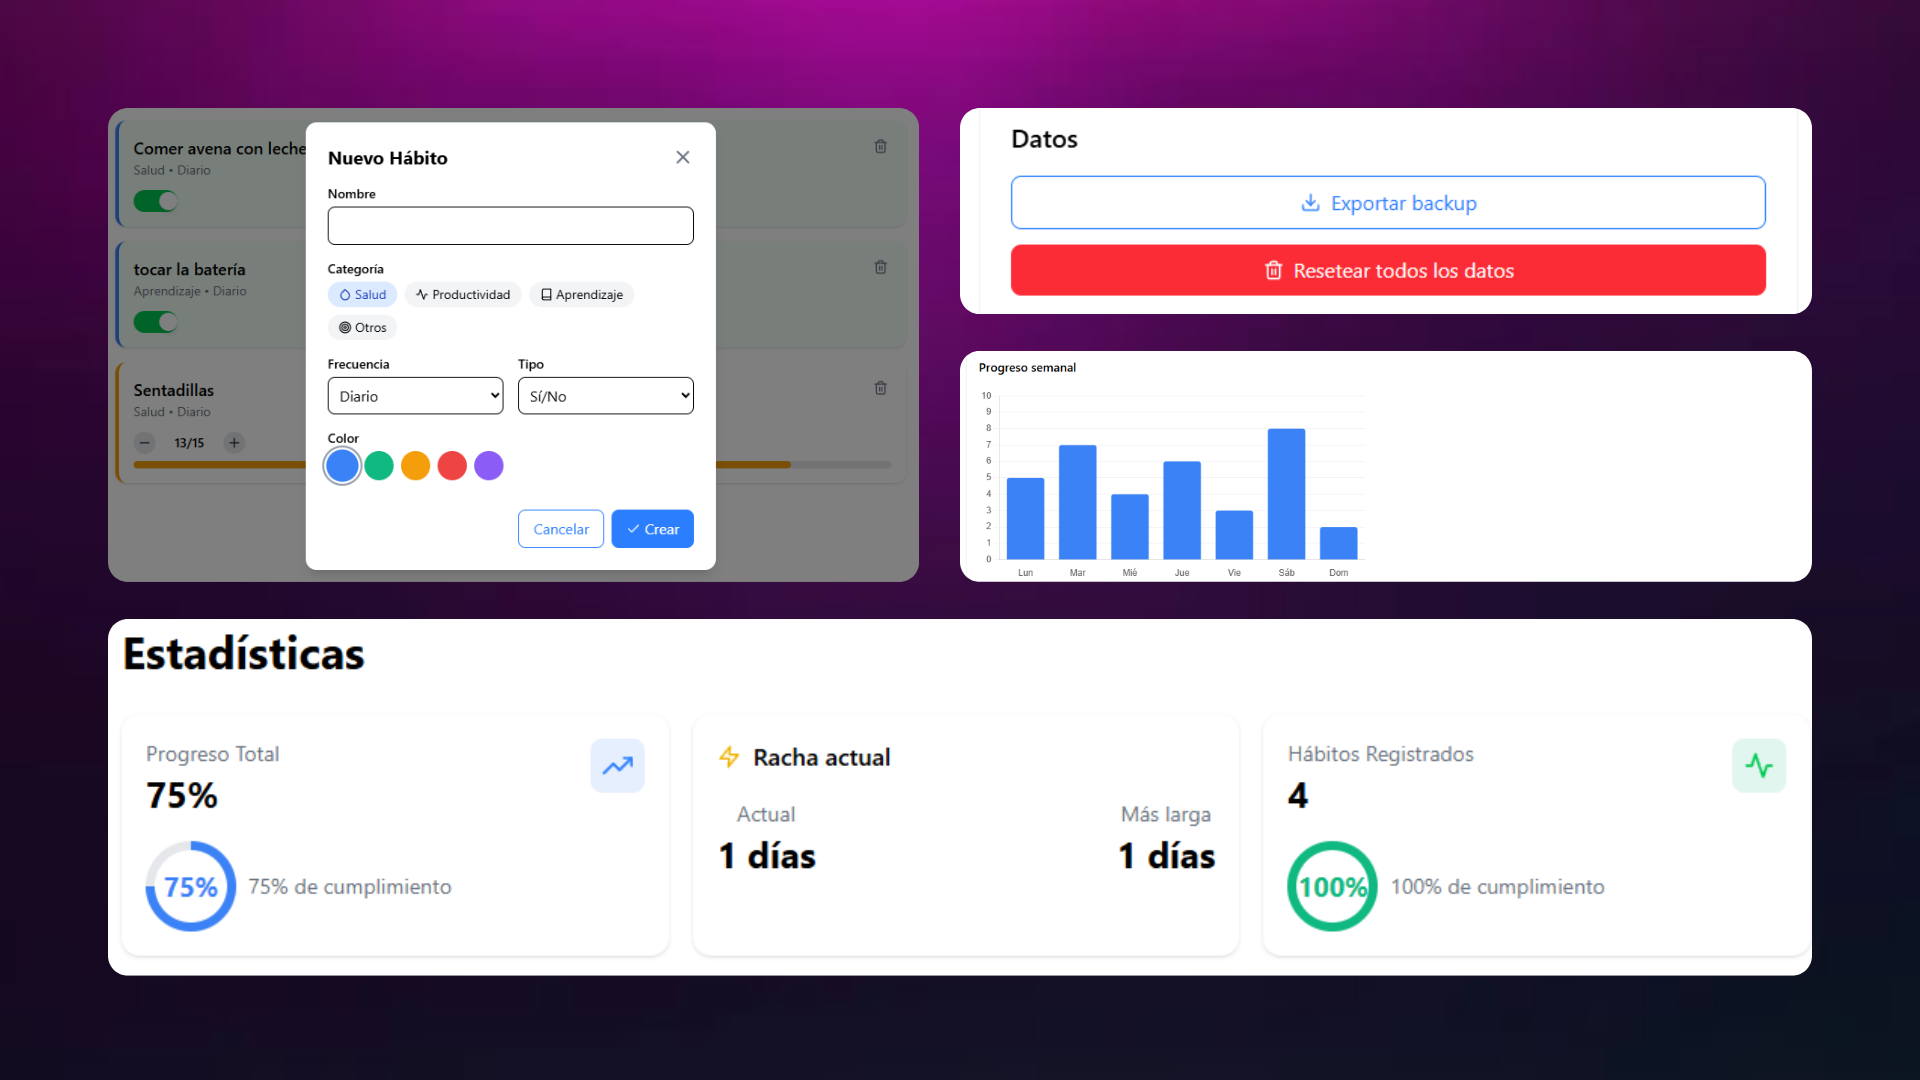 Comer avena con leche
Salud • Diario
tocar la batería
Aprendizaje • Diario
Sentadillas
Salud • Diario
13/15
Nuevo Hábito
Nombre
Categoría
Salud
Productividad
Aprendizaje
Otros
Frecuencia
Tipo
Diario
Sí/No
Color
Cancelar
Crear
Datos
Exportar backup
Resetear todos los datos
Progreso semanal
10
9
8
7
6
5
4
3
2
1
0
Lun Mar Mié Jue Vie Sáb Dom
Estadísticas
Progreso Total
75%
75%
75% de cumplimiento
Racha actual
Actual
1 días
Más larga
1 días
Hábitos Registrados
4
100%
100% de cumplimiento